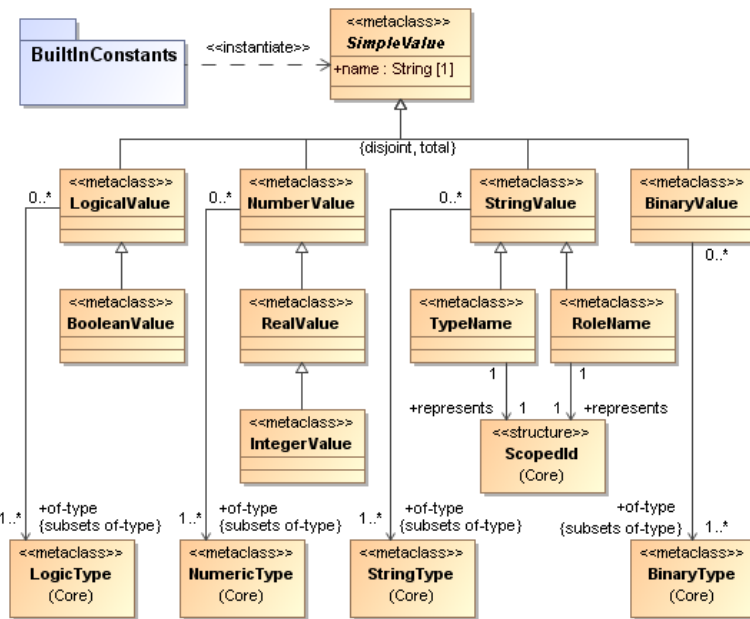 <<metaclass>>
SimpleValue
+name : String [1]
BuiltInConstants
<<instantiate>>
{disjoint, total}
<<metaclass>>
LogicalValue
<<metaclass>>
NumberValue
<<metaclass>>
StringValue
<<metaclass>>
BinaryValue
0..*
0..*
0..*
0..*
<<metaclass>>
BooleanValue
<<metaclass>>
RealValue
<<metaclass>>
TypeName
<<metaclass>>
RoleName
1
1
+represents
1
1
+represents
<<metaclass>>
IntegerValue
<<structure>>
ScopedId
(Core)
1..*
+of-type
{subsets of-type}
1..*
+of-type
{subsets of-type}
1..*
+of-type
{subsets of-type}
+of-type
{subsets of-type}
1..*
<<metaclass>>
LogicType
(Core)
<<metaclass>>
NumericType
(Core)
<<metaclass>>
StringType
(Core)
<<metaclass>>
BinaryType
(Core)